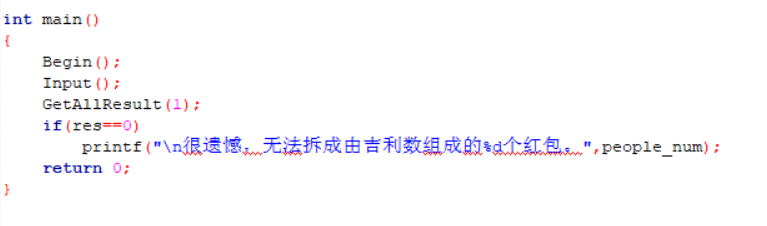 int main()
{
    Begin();
    Input();
    GetAllResult(1);
    if(res==0)
        printf("\n很遗憾，无法拆成由吉利数组成的%d个红包。",people_num);
    return 0;
}